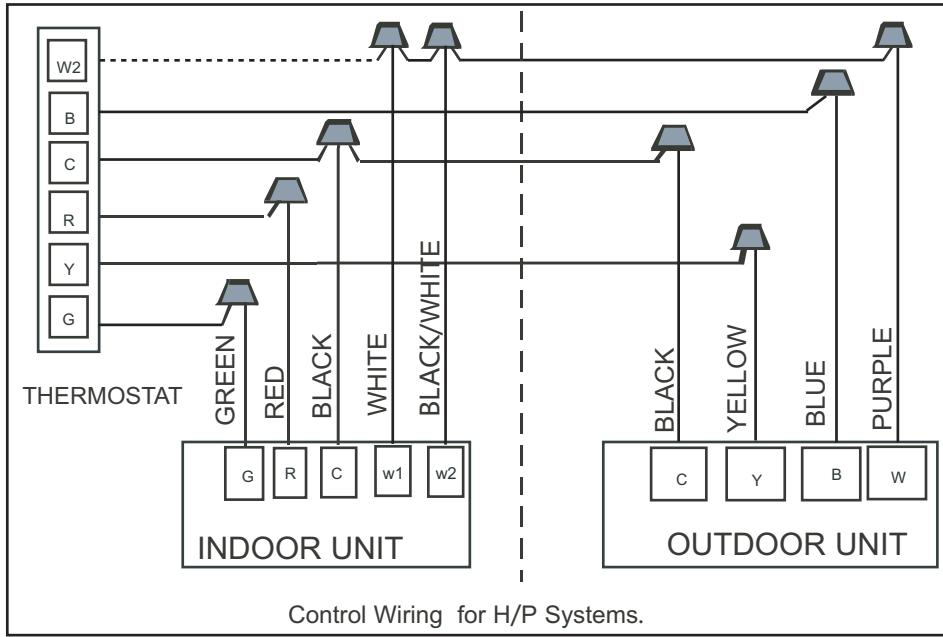 W2
B
C
R
Y
G
THERMOSTAT
GREEN
RED
BLACK
WHITE
BLACK/WHITE
BLACK
YELLOW
BLUE
PURPLE
G R C w1 w2
INDOOR UNIT
C Y B W
OUTDOOR UNIT
Control Wiring for H/P Systems.